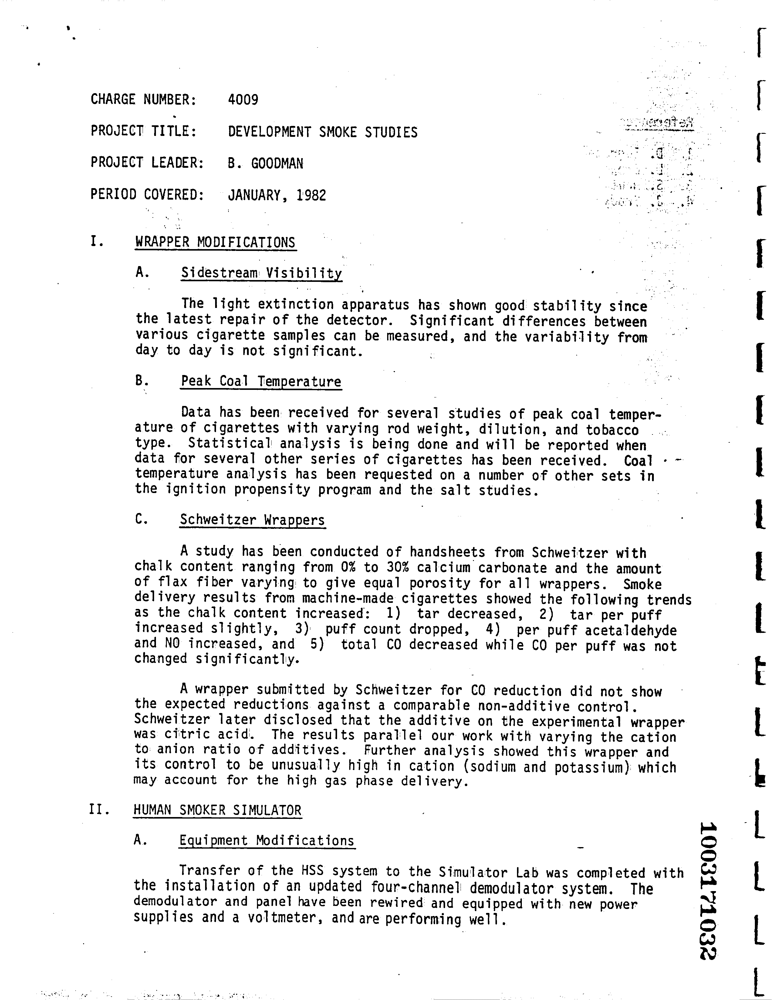 CHARGE NUMBER: 4009
PROJECT TITLE: DEVELOPMENT SMOKE STUDIES
PROJECT LEADER: B. GOODMAN
PERIOD COVERED: JANUARY, 1982
I. WRAPPER MODIFICATIONS
A. Sidestream Visibility
The light extinction apparatus has shown good stability since
the latest repair of the detector. Significant differences between
various cigarette samples can be measured, and the variability from
day to day is not significant.
B. Peak Coal Temperature
Data has been received for several studies of peak coal temper-
ature of cigarettes with varying rod weight, dilution, and tobacco
type. Statistical analysis is being done and will be reported when
data for several other series of cigarettes has been received. Coal
temperature analysis has been requested on a number of other sets in
the ignition propensity program and the salt studies.
C. Schweitzer Wrappers
A study has been conducted of handsheets from Schweitzer with
chalk content ranging from 0% to 30% calcium carbonate and the amount
of flax fiber varying to give equal porosity for all wrappers. Smoke
delivery results from machine-made cigarettes showed the following trends
as the chalk content increased: 1) tar decreased, 2) tar per puff
increased slightly, 3) puff count dropped, 4) per puff acetaldehyde
and NO increased, and 5) total CO decreased while CO per puff was not
changed significantly.
A wrapper submitted by Schweitzer for CO reduction did not show
the expected reductions against a comparable non-additive control.
Schweitzer later disclosed that the additive on the experimental wrapper
was citric acid. The results parallel our work with varying the cation
to anion ratio of additives. Further analysis showed this wrapper and
its control to be unusually high in cation (sodium and potassium) which
may account for the high gas phase delivery.
II. HUMAN SMOKER SIMULATOR
A. Equipment Modifications
Transfer of the HSS system to the Simulator Lab was completed with
the installation of an updated four-channel demodulator system. The
demodulator and panel have been rewired and equipped with new power
supplies and a voltmeter, and are performing well.
1003171032